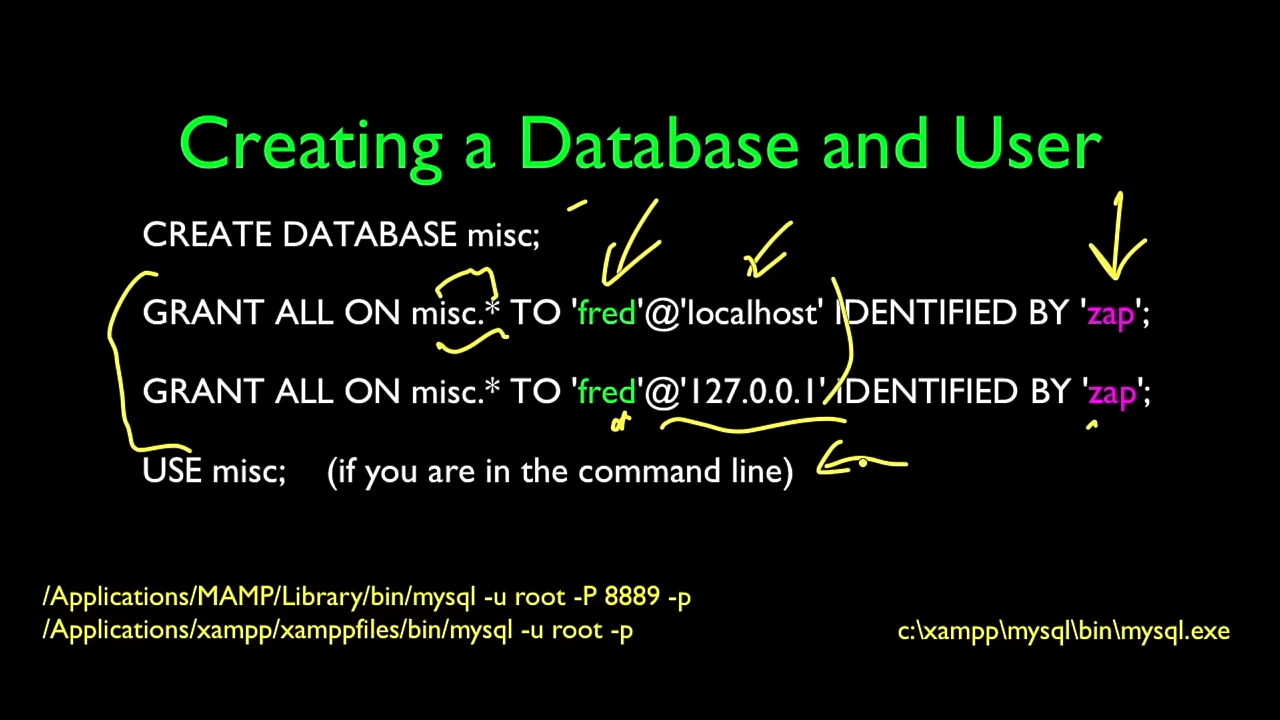 Creating a Database and User
CREATE DATABASE misc;
GRANT ALL ON misc.* TO 'fred'@'localhost' IDENTIFIED BY 'zap';
GRANT ALL ON misc.* TO 'fred'@'127.0.0.1' IDENTIFIED BY 'zap';
USE misc; (if you are in the command line)
/Applications/MAMP/Library/bin/mysql -u root -P 8889 -p
/Applications/xampp/xamppfiles/bin/mysql -u root -p
c:\xampp\mysql\bin\mysql.exe